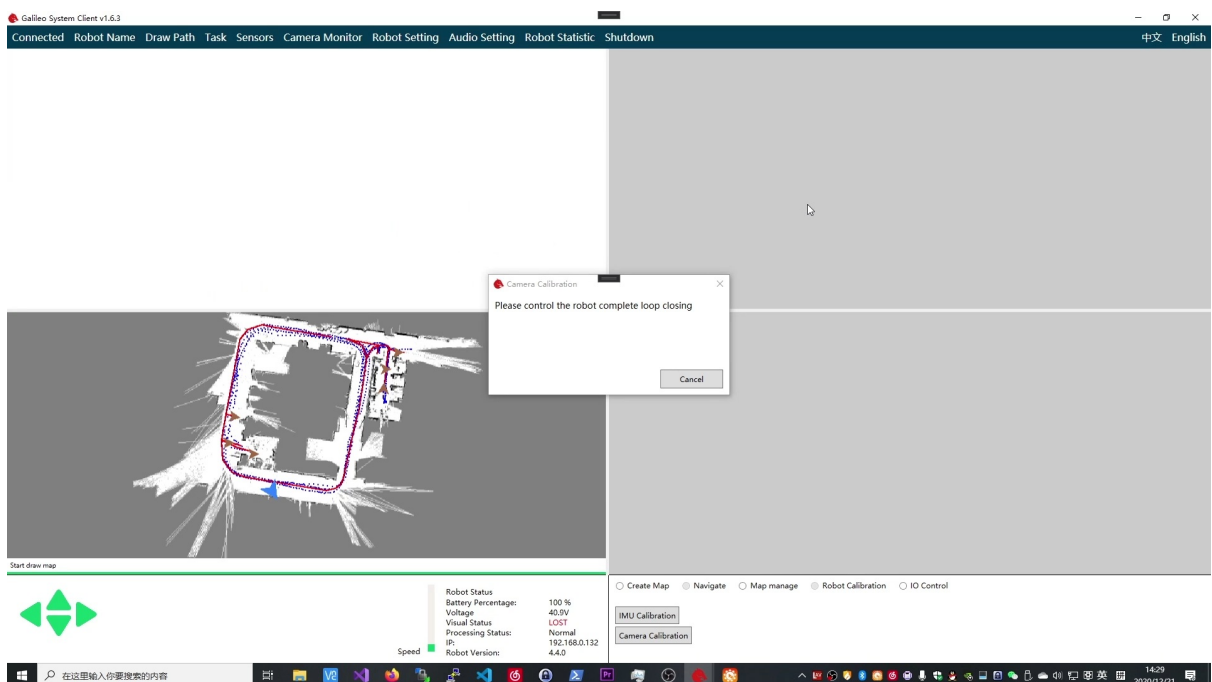 Galileo System Client v1.6.3
Connected Robot Name Draw Path Task Sensors Camera Monitor Robot Setting Audio Setting Robot Statistic Shutdown 中文 English
Camera Calibration
Please control the robot complete loop closing
Cancel
Start draw map
Create Map Navigate Map manage Robot Calibration IO Control
Robot Status
Battery Percentage: 100 %
Voltage 40.9V
Visual Status LOST
Processing Status: Normal
IP: 192.168.0.132
Robot Version: 4.4.0
Speed
IMU Calibration
Camera Calibration
在这里输入你要搜索的内容
英
14:29
2020/12/21